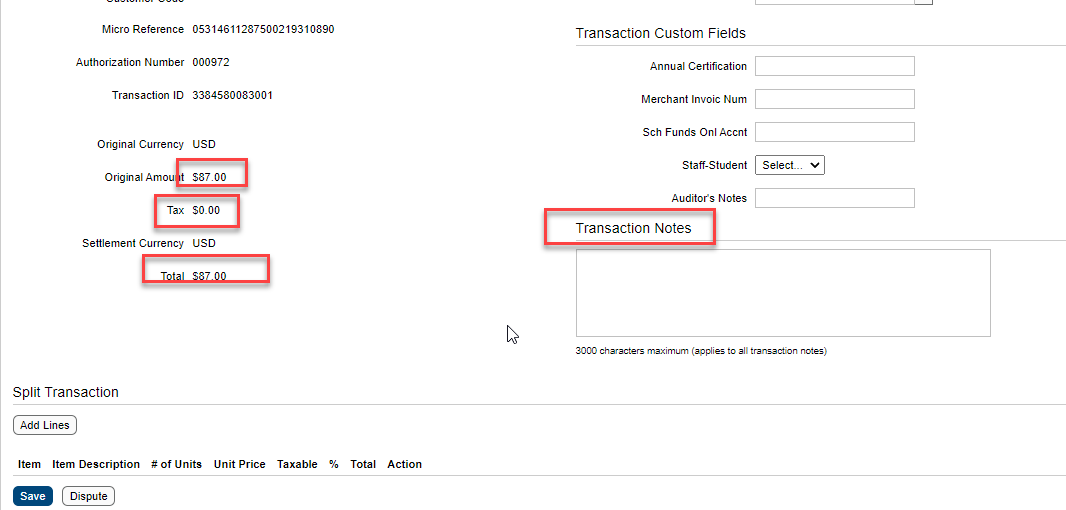 Customer Code
Micro Reference 05314611287500219310890
Authorization Number 000972
Transaction ID 3384580083001
Original Currency USD
Original Amount $87.00
Tax $0.00
Settlement Currency USD
Total $87.00
Transaction Custom Fields
Annual Certification
Merchant Invoic Num
Sch Funds Onl Accnt
Staff-Student Select...
Auditor's Notes
Transaction Notes
3000 characters maximum (applies to all transaction notes)
Split Transaction
Add Lines
Item Item Description # of Units Unit Price Taxable % Total Action
Save Dispute